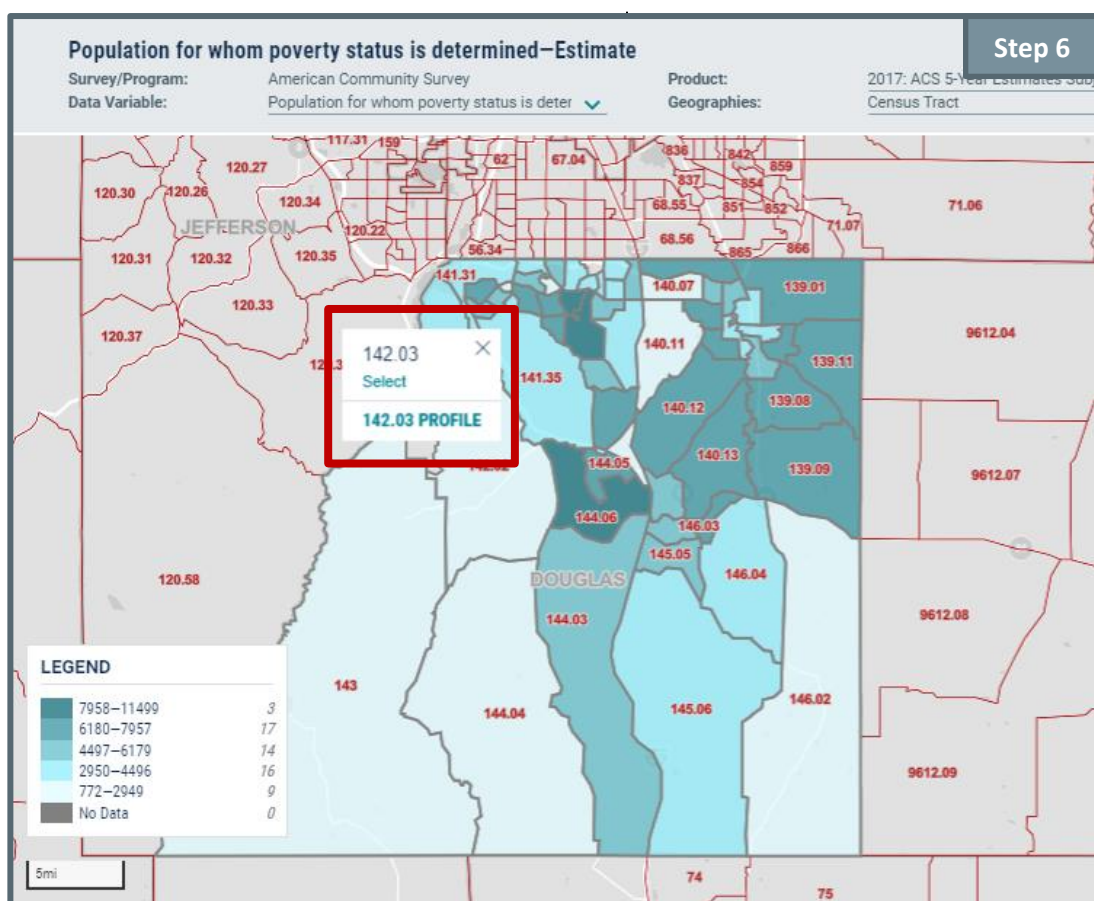 Population for whom poverty status is determined—Estimate
Step 6
Survey/Program: American Community Survey Product: 2017: ACS 5-Year Estimates Subj
Data Variable: Population for whom poverty status is deter Geographies: Census Tract
117.31 159 62 67.04 836 842 859
120.27
120.30 120.26 120.34 837 854
68.55 851 852 71.06
JEFFERSON 120.22 71.07
68.56
120.31 120.32 120.35 56.34 865 866
141.31 140.07 139.01
120.33
120.37 9612.04
142.03
Select
142.03 PROFILE
140.11
141.35 139.11
140.12 139.08
140.13
144.05 139.09
9612.07
144.06 146.03
145.05
120.58 DOUGLAS 146.04
144.03 9612.08
143 144.04 145.06 146.02
9612.09
LEGEND
7958–11499 3
6180–7957 17
4497–6179 14
2950–4496 16
772–2949 9
No Data 0
5mi
74
75